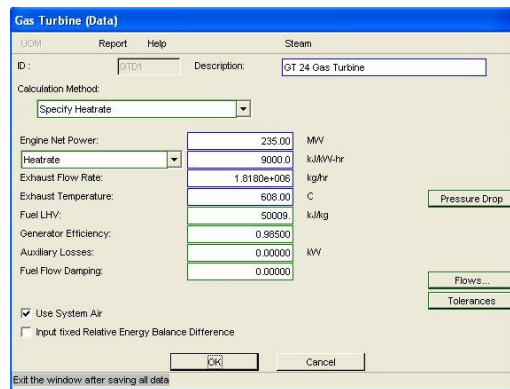 Gas Turbine (Data)
UOM Report Help Steam
ID : GTD1 Description: GT 24 Gas Turbine
Calculation Method:
Specify Heatrate
Engine Net Power: 235.00 MW
Heatrate 9000.0 kJ/kW-hr
Exhaust Flow Rate: 1.8180e+006 kg/hr
Exhaust Temperature: 608.00 C Pressure Drop
Fuel LHV: 50009. kJ/kg
Generator Efficiency: 0.98500
Auxiliary Losses: 0.00000 kW
Fuel Flow Damping: 0.00000
Flows...
Tolerances
Use System Air
Input fixed Relative Energy Balance Difference
OK Cancel
Exit the window after saving all data